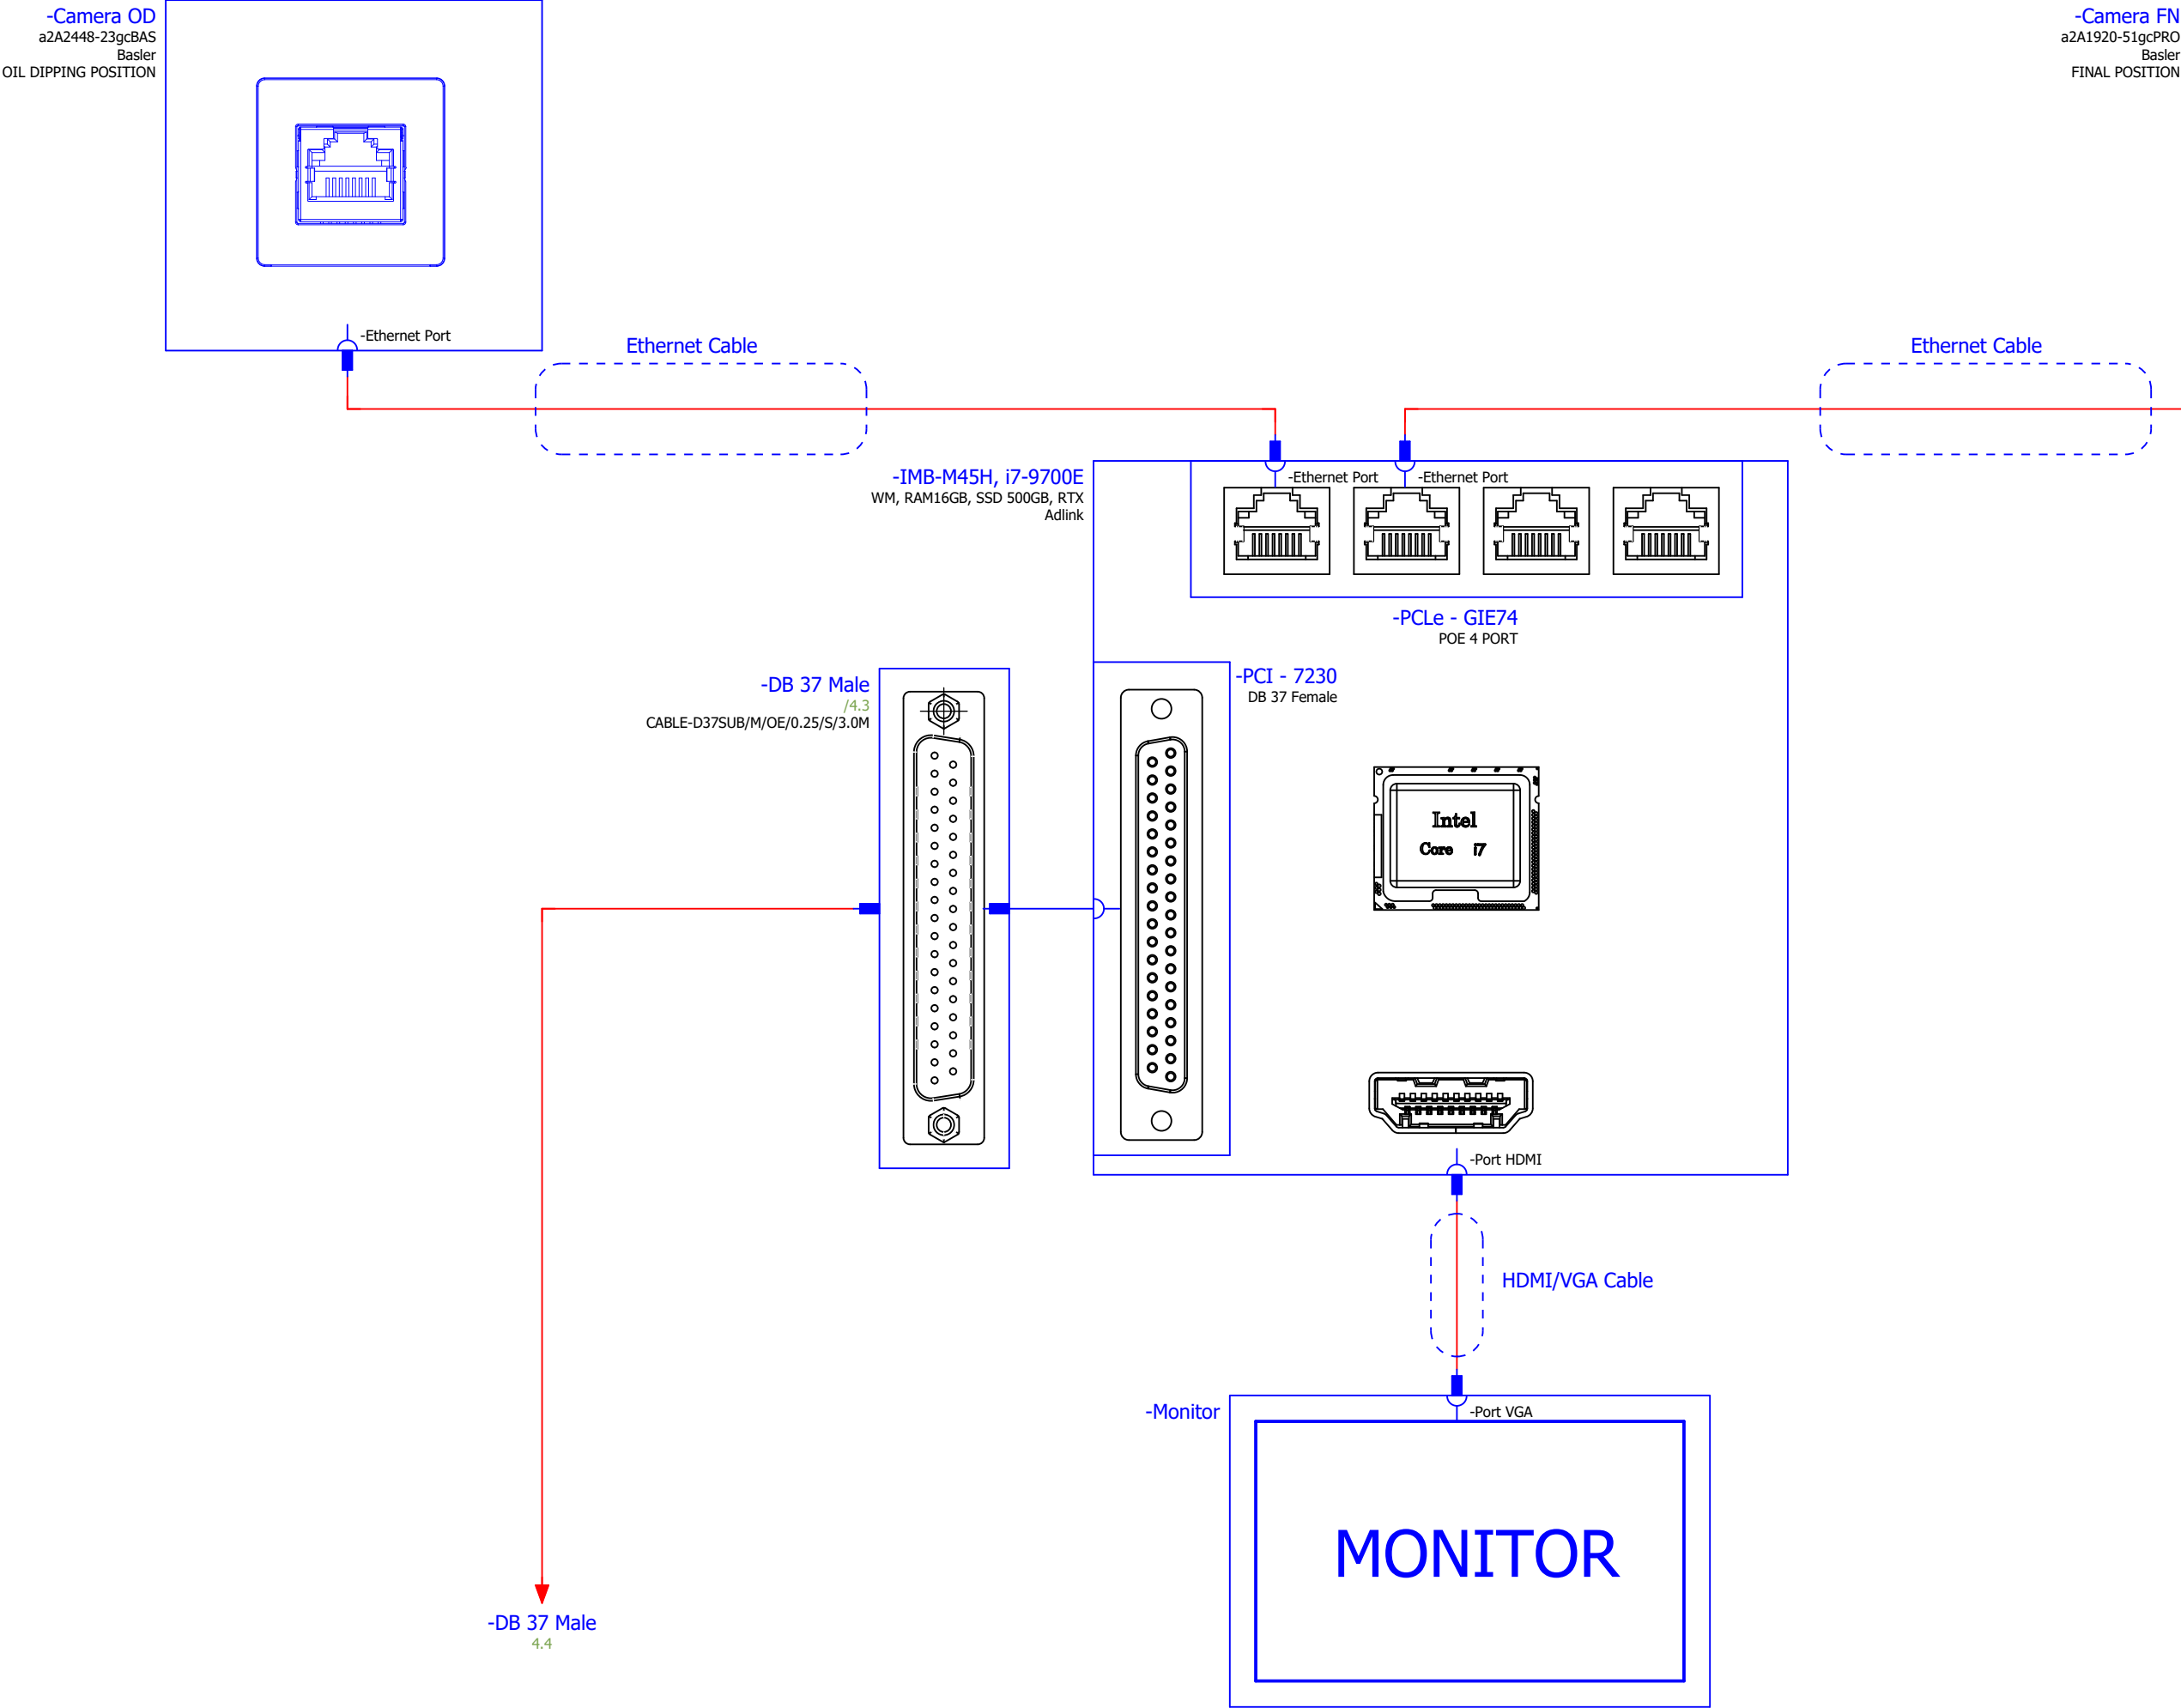 -Camera OD
a2A2448-23gcBAS
Basler
OIL DIPPING POSITION
-Camera FN
a2A1920-51gcPRO
Basler
FINAL POSITION
-Ethernet Port
Ethernet Cable
Ethernet Cable
-IMB-M45H, i7-9700E
WM, RAM16GB, SSD 500GB, RTX
Adlink
-Ethernet Port
-Ethernet Port
-PCLe - GIE74
POE 4 PORT
-DB 37 Male
/4.3
CABLE-D37SUB/M/OE/0.25/S/3.0M
-PCI - 7230
DB 37 Female
Intel
Core i7
-Port HDMI
HDMI/VGA Cable
-Monitor
-Port VGA
MONITOR
-DB 37 Male
4.4